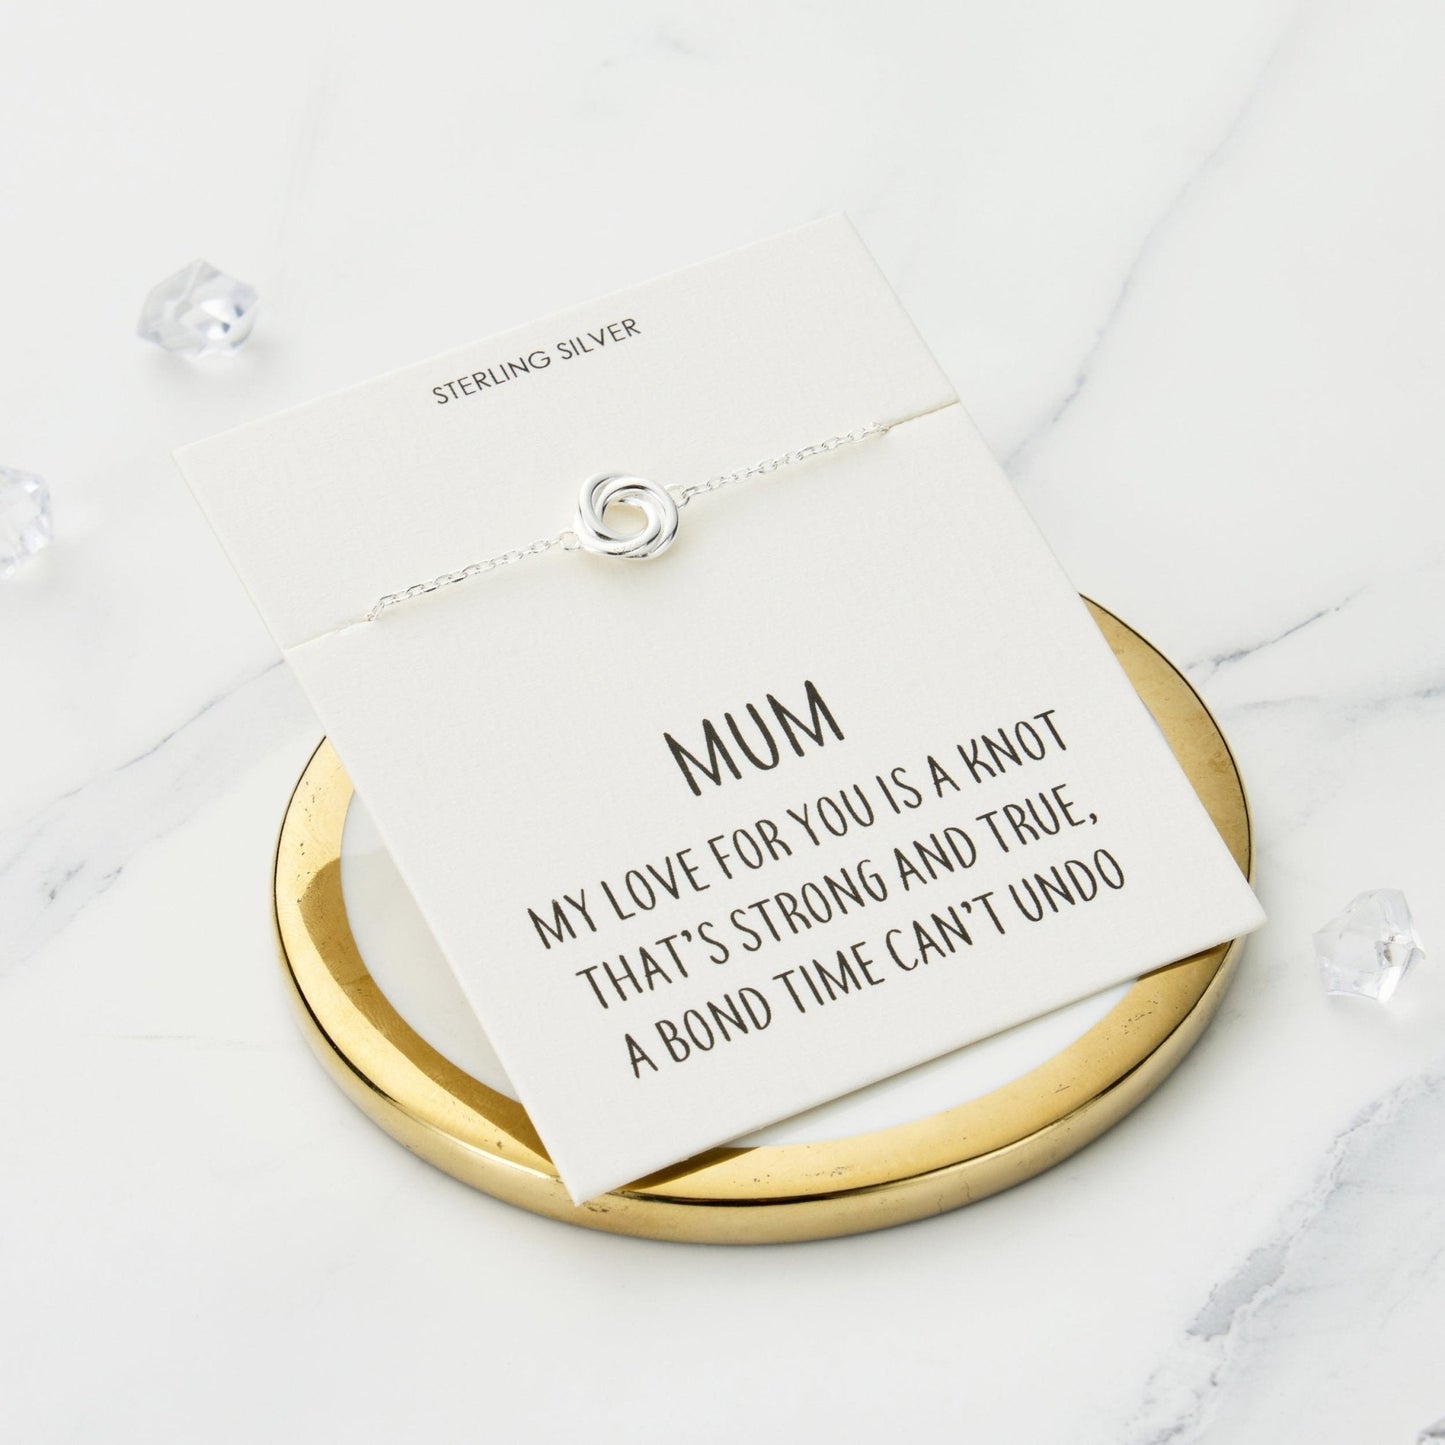 STERLING SILVER
MUM
MY LOVE FOR YOU IS A KNOT
THAT'S STRONG AND TRUE,
A BOND TIME CAN'T UNDO